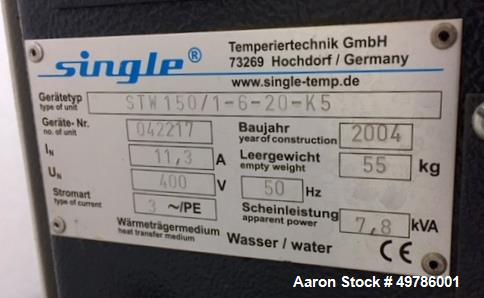 single®
Temperiertechnik GmbH
73269 Hochdorf / Germany
www.single-temp.de
Gerätetyp
type of unit
STW 150/1-6-20-K5
Geräte- Nr.
no. of unit
042217
Baujahr
year of construction
2004
IN
11,3 A
Leergewicht
empty weight
55 kg
UN
400 V
50 Hz
Stromart
type of current
3 ~/PE
Scheinleistung
apparent power
7,8 kVA
Wärmeträgermedium
heat transfer medium
Wasser / water
CE
Aaron Stock # 49786001